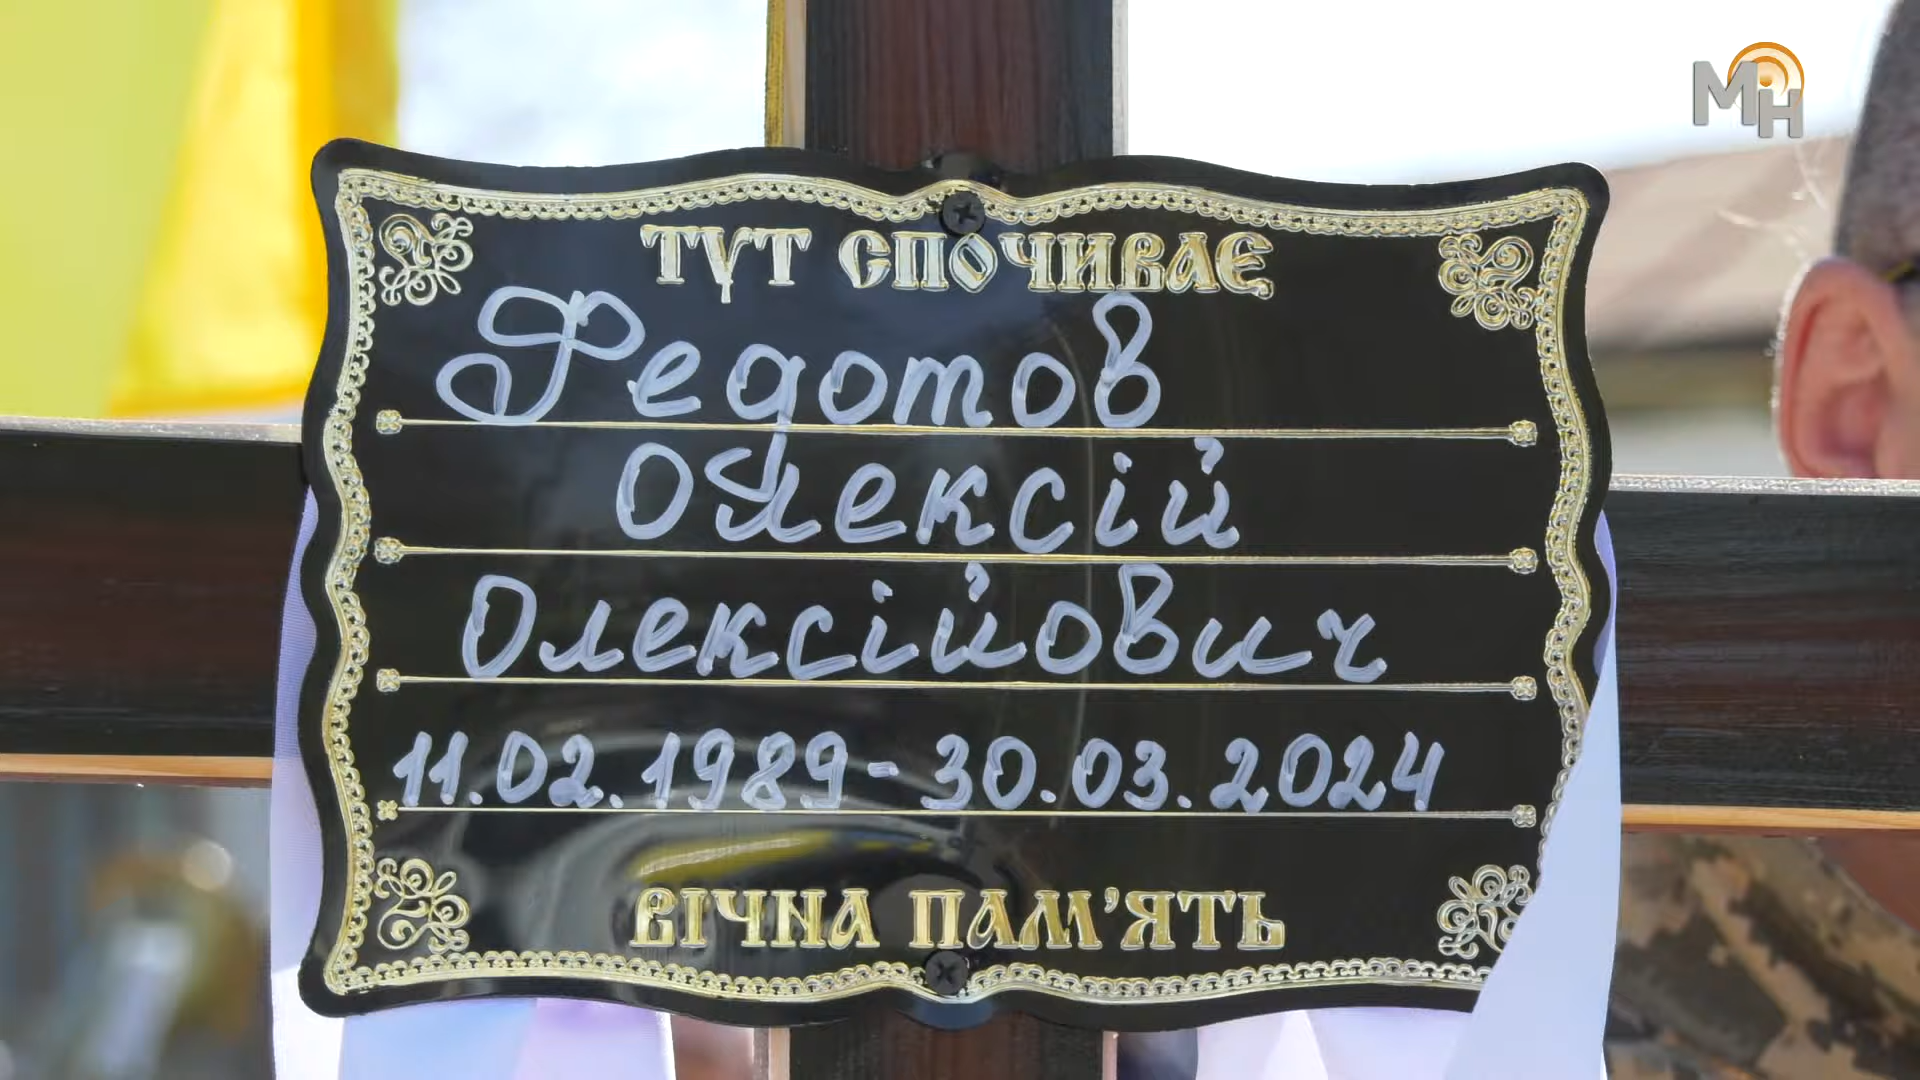 МН
ТУТ СПОЧИВАЄ
Федотов
Олексій
Олексійович
11.02.1989-30.03.2024
ВІЧНА ПАМ'ЯТЬ